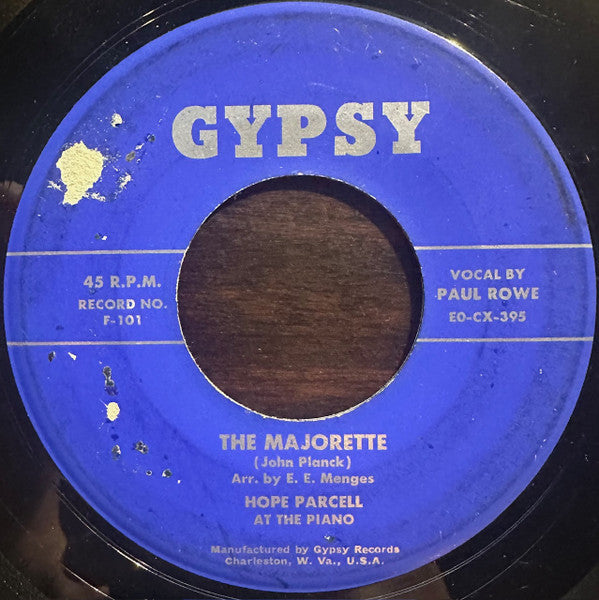 GYPSY
45 R.P.M.
RECORD NO.
F-101
VOCAL BY
PAUL ROWE
E0-CX-395
THE MAJORETTE
(John Planck)
Arr. by E. E. Menges
HOPE PARCELL
AT THE PIANO
Manufactured by Gypsy Records
Charleston, W. Va., U.S.A.